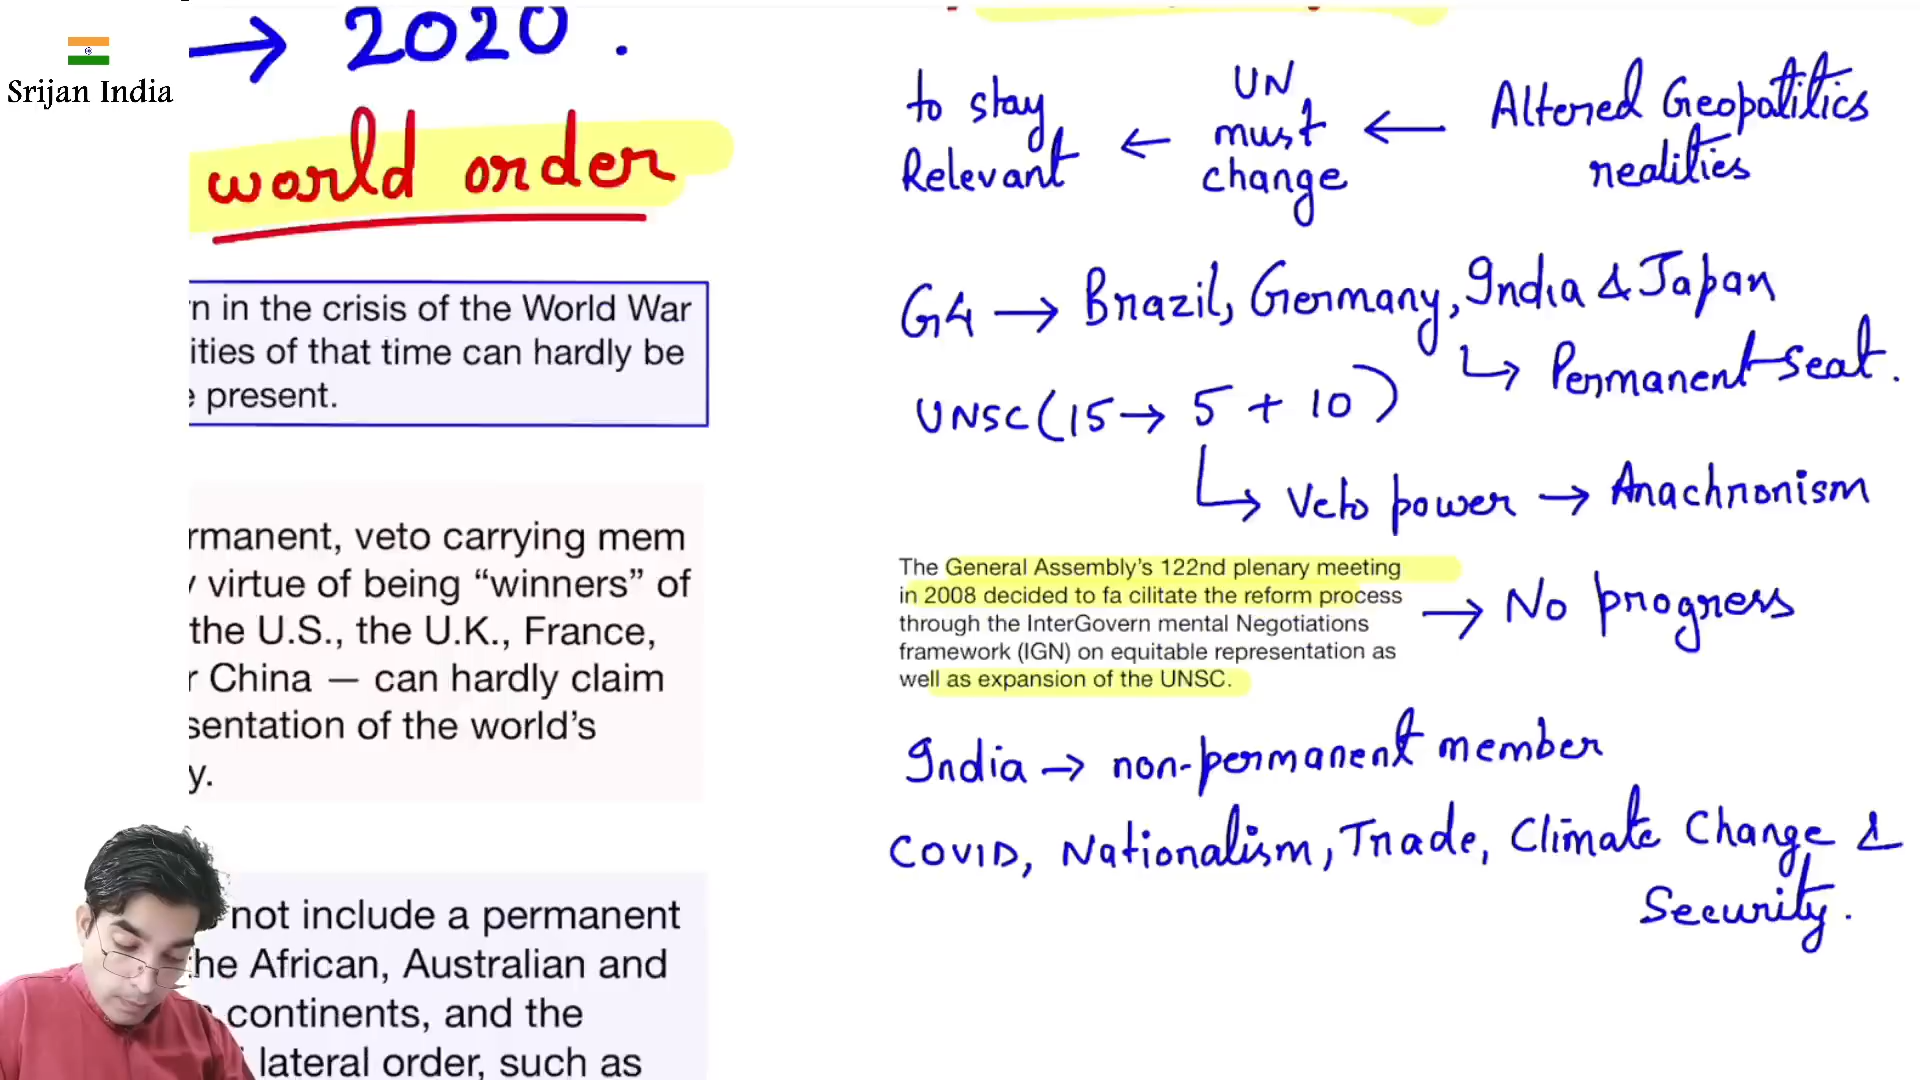 Srijan India
→ 2020.
world order
n in the crisis of the World War
ities of that time can hardly be
present.
rmanent, veto carrying mem
virtue of being “winners” of
the U.S., the U.K., France,
r China — can hardly claim
sentation of the world’s
y.
not include a permanent
he African, Australian and
continents, and the
lateral order, such as
to stay
Relevant
←
UN
must
change
←
Altered Geopolitics
realities
G4 → Brazil, Germany, India & Japan
↳ Permanent seat.
UNSC (15 → 5 + 10)
↳ Veto power → Anachronism
The General Assembly’s 122nd plenary meeting
in 2008 decided to fa cilitate the reform process
through the InterGovern mental Negotiations
framework (IGN) on equitable representation as
well as expansion of the UNSC.
→ No progress
India → non-permanent member
COVID, Nationalism, Trade, Climate Change &
Security.